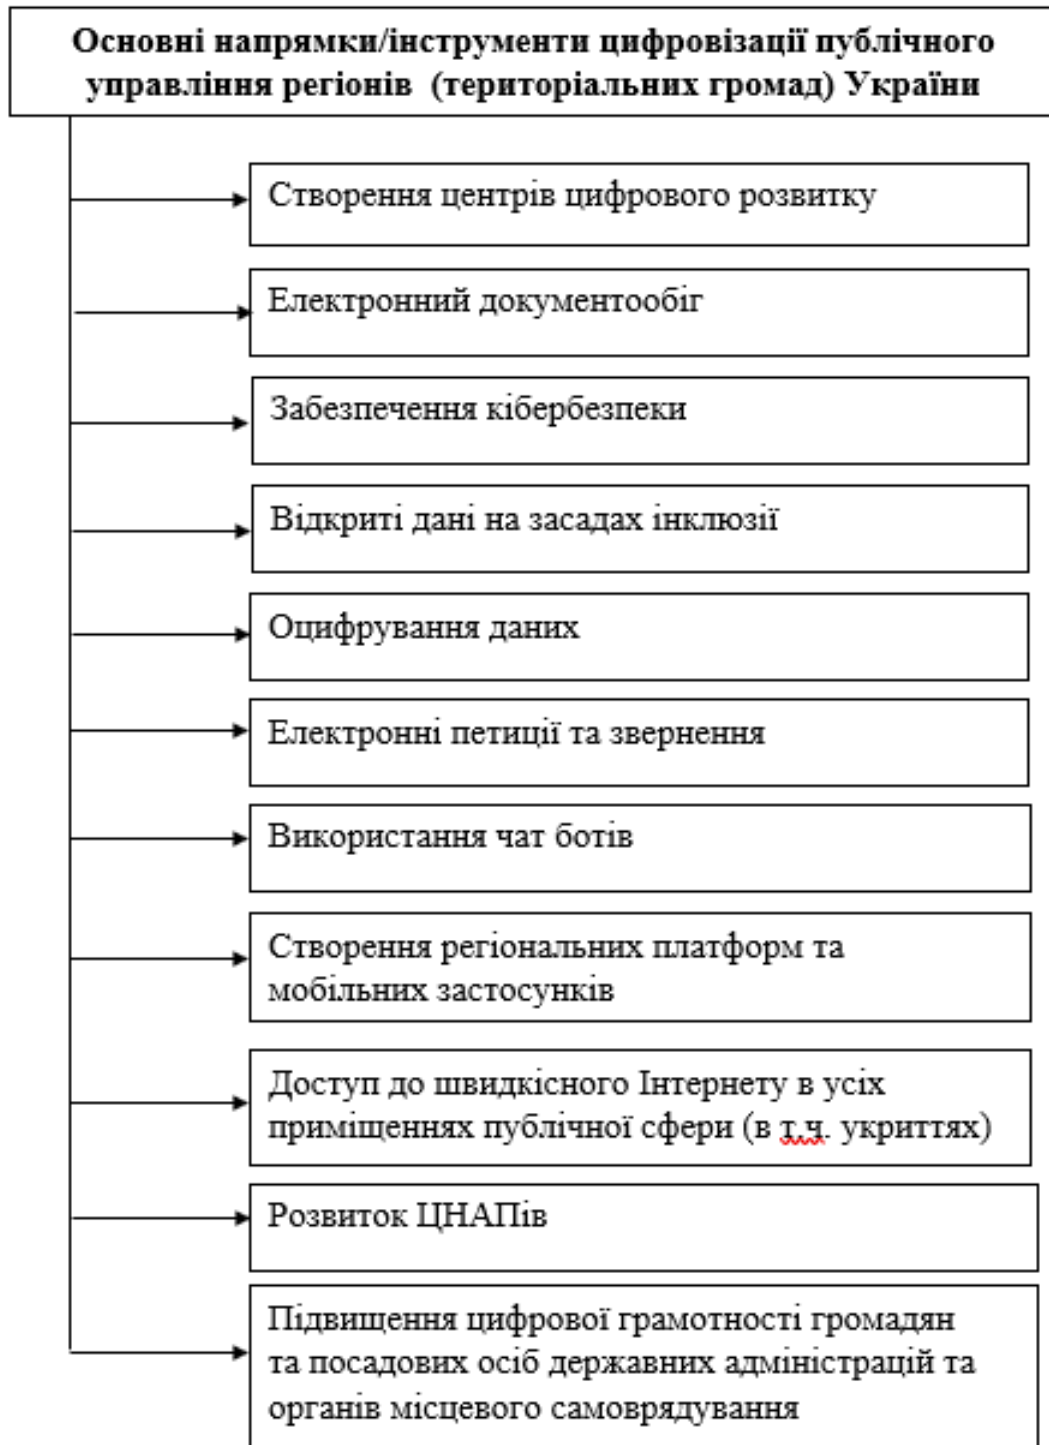 Основні напрямки/інструменти цифровізації публічного
управління регіонів (територіальних громад) України
Створення центрів цифрового розвитку
Електронний документообіг
Забезпечення кібербезпеки
Відкриті дані на засадах інклюзії
Оцифрування даних
Електронні петиції та звернення
Використання чат ботів
Створення регіональних платформ та
мобільних застосунків
Доступ до швидкісного Інтернету в усіх
приміщеннях публічної сфери (в т.ч. укриттях)
Розвиток ЦНАПів
Підвищення цифрової грамотності громадян
та посадових осіб державних адміністрацій та
органів місцевого самоврядування